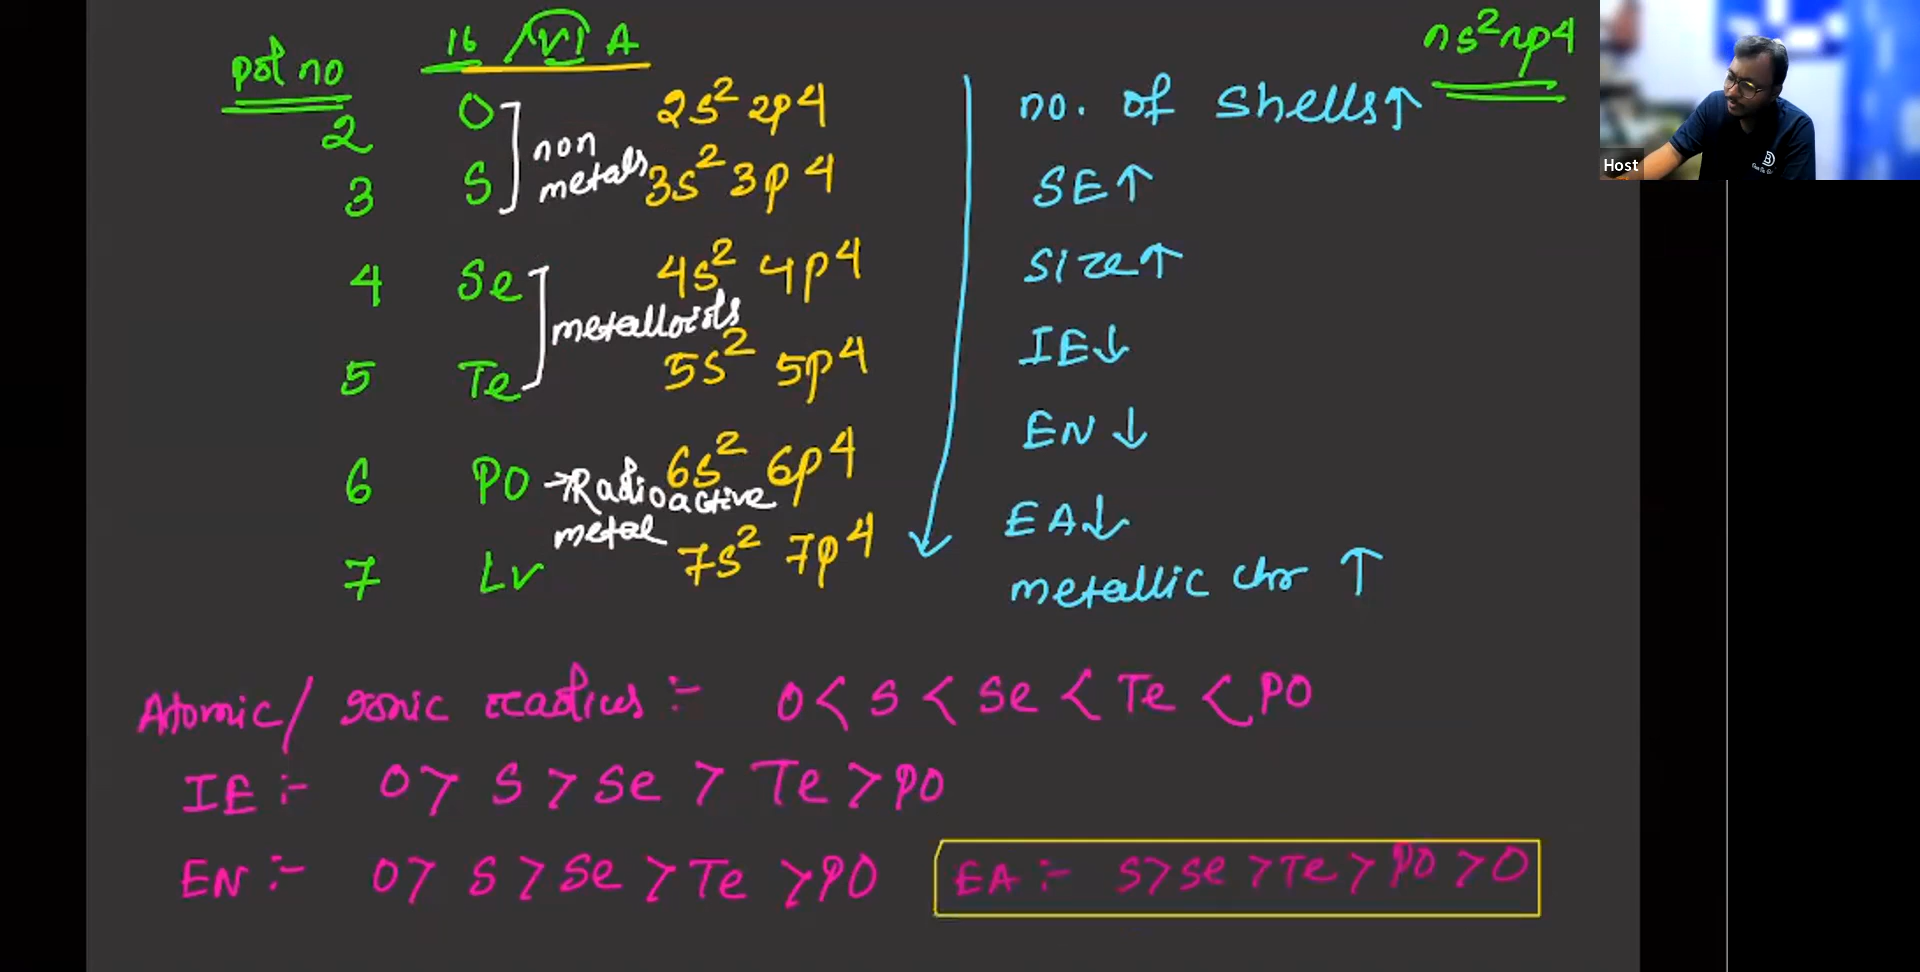 pd no 16 / VI A ns² np4
2 O ] non metals 2s² 2p4 no. of shells ↑
3 S 3s² 3p4 SE ↑
4 Se ] metalloids 4s² 4p4 Size ↑
5 Te 5s² 5p4 IE ↓
EN ↓
6 PO → Radioactive metal 6s² 6p4 EA ↓
7 Lv 7s² 7p4 metallic chr ↑
Atomic / Ionic radius :- O < S < Se < Te < PO
IE :- O > S > Se > Te > PO
EN :- O > S > Se > Te > PO EA :- S > Se > Te > PO > O
Host